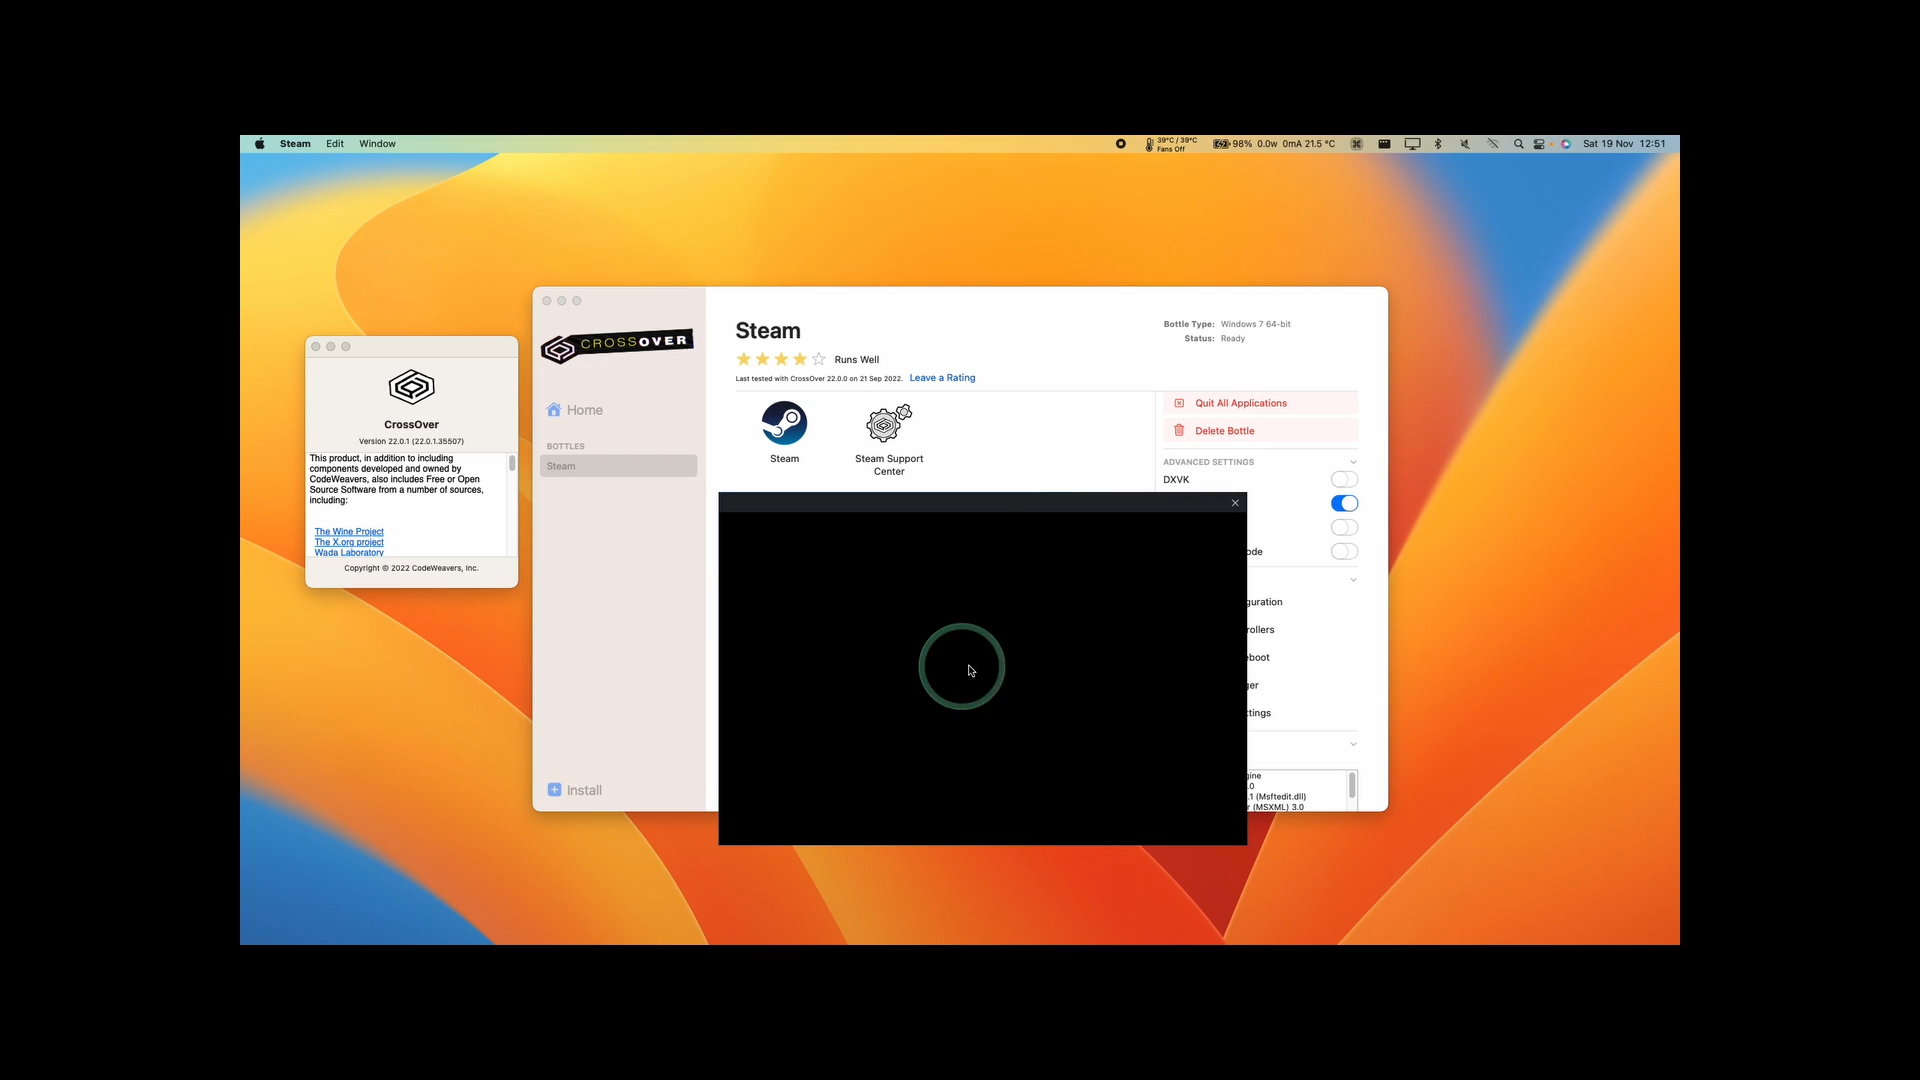 Steam Edit Window
39°C / 39°C
Fans Off
98% 0.0w 0mA 21.5 °C
Sat 19 Nov 12:51
CrossOver
Version 22.0.1 (22.0.1.35507)
This product, in addition to including
components developed and owned by
CodeWeavers, also includes Free or Open
Source Software from a number of sources,
including:
The Wine Project
The X.org project
Wada Laboratory
Copyright © 2022 CodeWeavers, Inc.
CROSSOVER
Home
BOTTLES
Steam
Install
Steam
Runs Well
Last tested with CrossOver 22.0.0 on 21 Sep 2022. Leave a Rating
Steam
Steam Support
Center
Bottle Type: Windows 7 64-bit
Status: Ready
Quit All Applications
Delete Bottle
ADVANCED SETTINGS
DXVK
ode
guration
rollers
eboot
ger
ttings
gine
.0
.1 (Msftedit.dll)
r (MSXML) 3.0